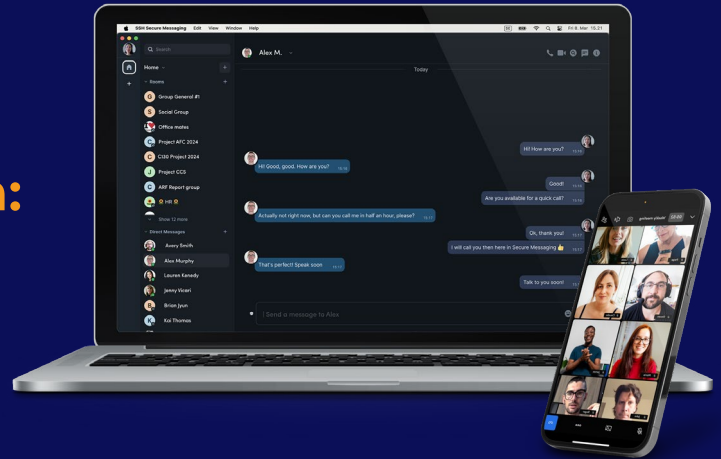 SSH Secure Messaging Edit View Window Help
Fri 8. Mar 15.21
Search
Alex M.
Home
Today
Rooms
G Group General #1
S Social Group
Office mates
Project AFC 2024
C C130 Project 2024
J Project CCS
C ARF Report group
HR
Show 12 more
Direct Messages
Avery Smith
Alex Murphy
Lauren Kenedy
Jenny Viceri
B Brian Jyun
K Kai Thomas
Hi! How are you?
Hi! Good, good. How are you?
Good!
Are you available for a quick call?
Actually not right now, but can you call me in half an hour, please?
Ok, thank you!
I will call you then here in Secure Messaging 👍
That's perfect! Speak soon
Talk to you soon!
Send a message to Alex